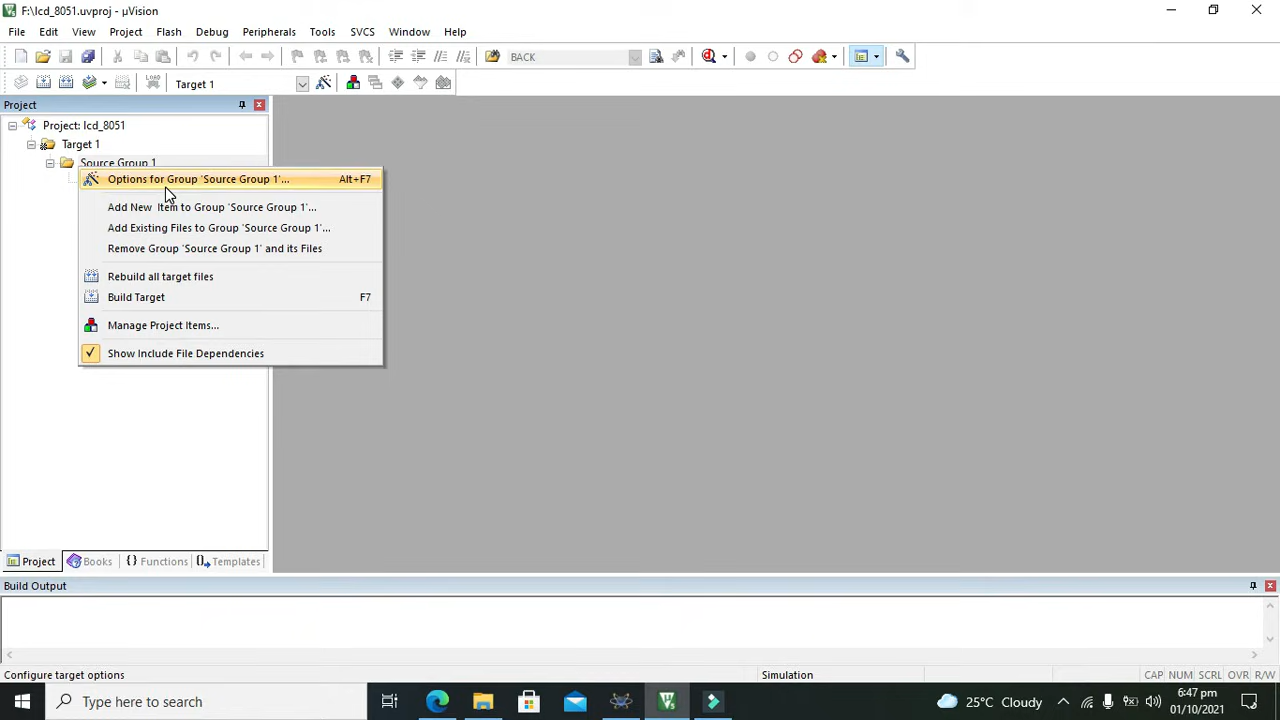 F:\lcd_8051.uvproj - µVision
File Edit View Project Flash Debug Peripherals Tools SVCS Window Help
BACK
LOAD Target 1
Project
Project: lcd_8051
Target 1
Source Group 1
Options for Group 'Source Group 1'... Alt+F7
Add New Item to Group 'Source Group 1'...
Add Existing Files to Group 'Source Group 1'...
Remove Group 'Source Group 1' and its Files
Rebuild all target files
Build Target F7
Manage Project Items...
Show Include File Dependencies
Project Books {} Functions Templates
Build Output
Configure target options Simulation CAP NUM SCRL OVR R/W
Type here to search 25°C Cloudy 6:47 pm
01/10/2021